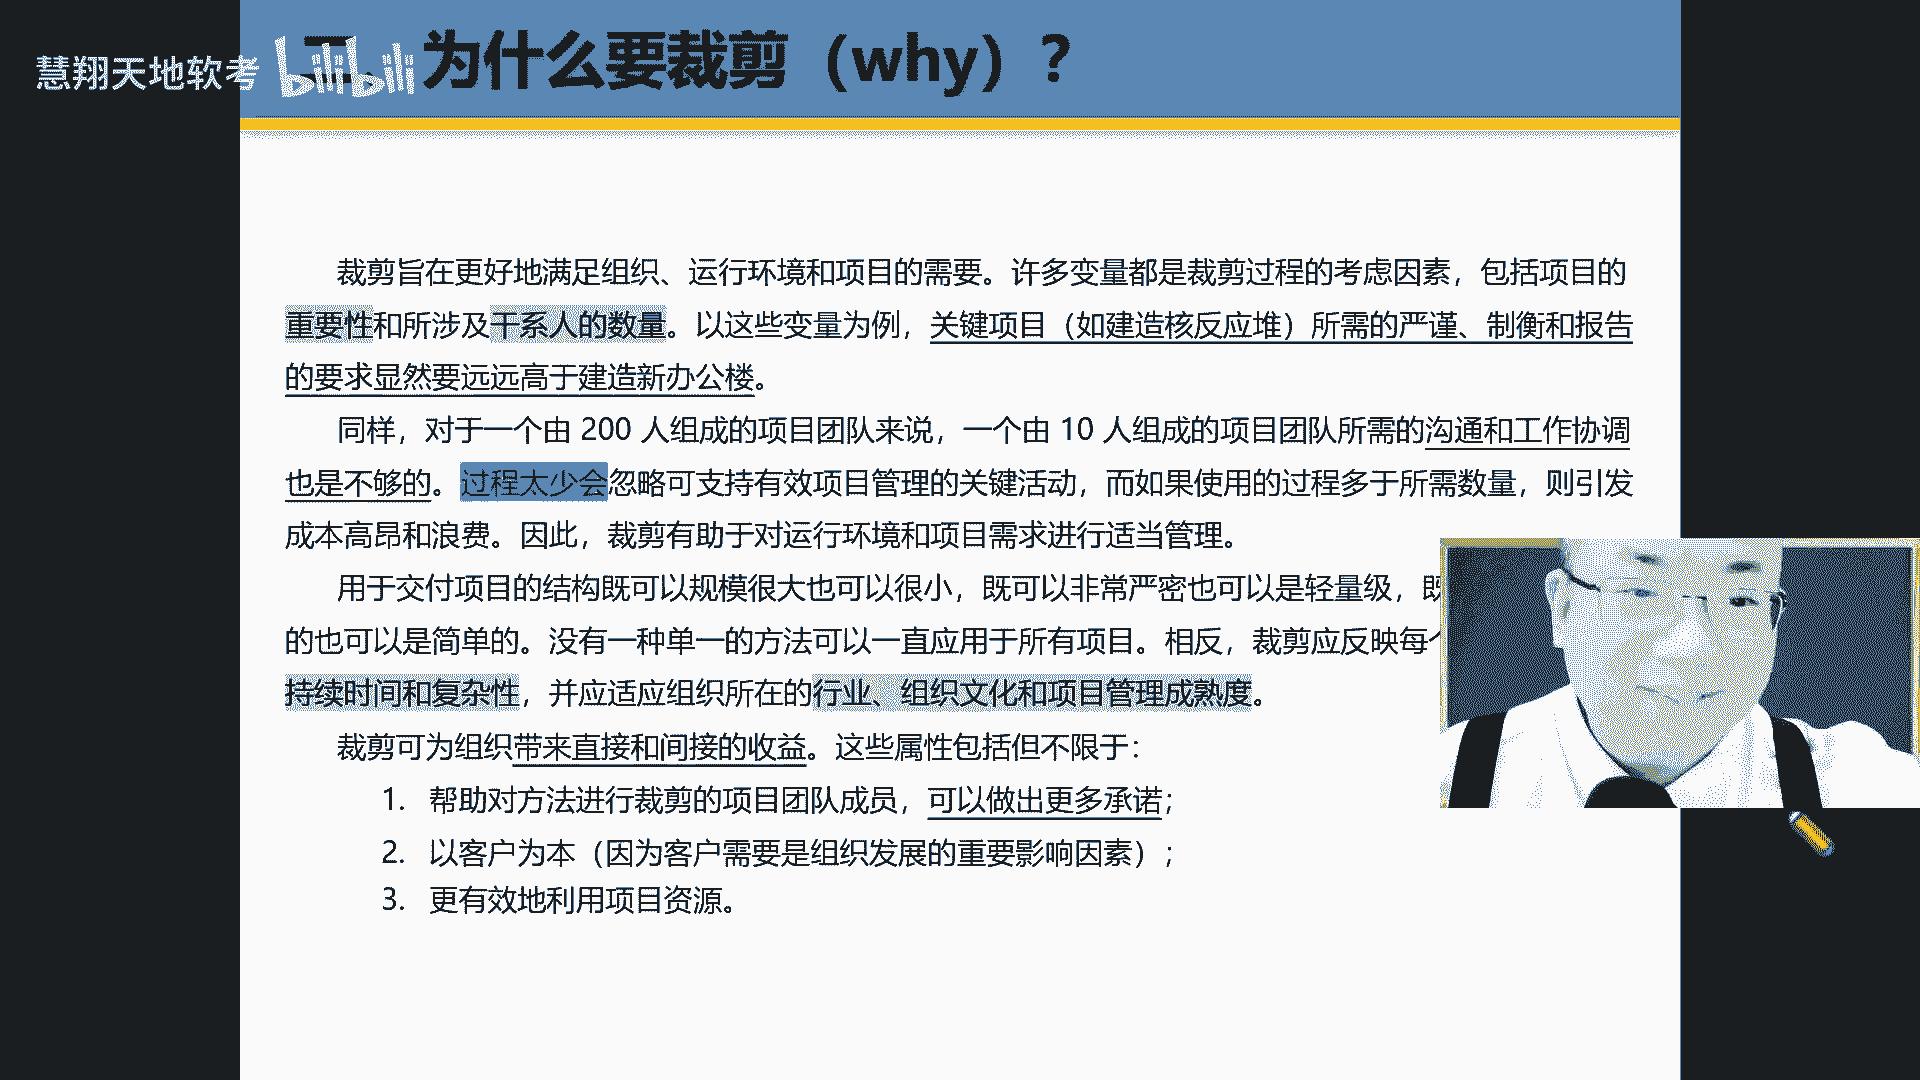 慧翔天地软考 bilibili 为什么要裁剪（why）？
裁剪旨在更好地满足组织、运行环境和项目的需要。许多变量都是裁剪过程的考虑因素，包括项目的
重要性和所涉及干系人的数量。以这些变量为例，关键项目（如建造核反应堆）所需的严谨、制衡和报告
的要求显然要远远高于建造新办公楼。
同样，对于一个由 200 人组成的项目团队来说，一个由 10 人组成的项目团队所需的沟通和工作协调
也是不够的。过程太少会忽略可支持有效项目管理的关键活动，而如果使用的过程多于所需数量，则引发
成本高昂和浪费。因此，裁剪有助于对运行环境和项目需求进行适当管理。
用于交付项目的结构既可以规模很大也可以很小，既可以非常严密也可以是轻量级，既
的也可以是简单的。没有一种单一的方法可以一直应用于所有项目。相反，裁剪应反映每
持续时间和复杂性，并应适应组织所在的行业、组织文化和项目管理成熟度。
裁剪可为组织带来直接和间接的收益。这些属性包括但不限于：
1. 帮助对方法进行裁剪的项目团队成员，可以做出更多承诺；
2. 以客户为本（因为客户需要是组织发展的重要影响因素）；
3. 更有效地利用项目资源。